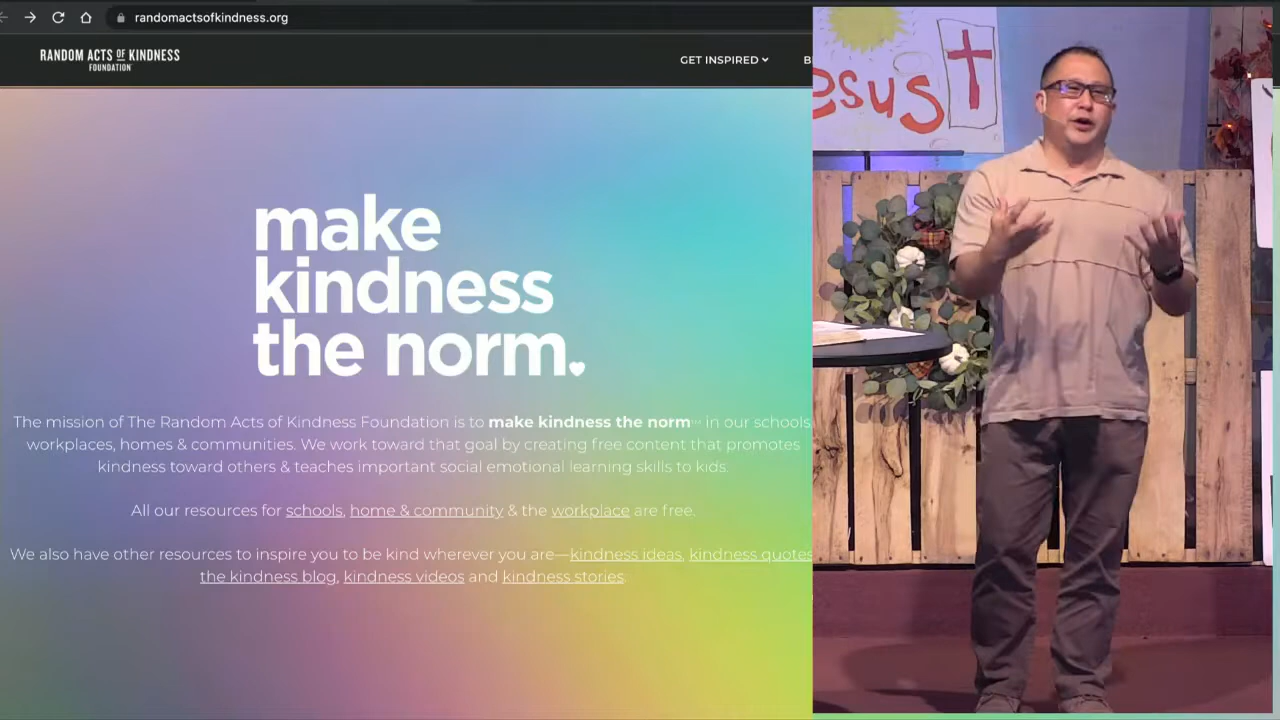 randomactsofkindness.org
RANDOM ACTS OF KINDNESS
FOUNDATION
GET INSPIRED
B
make
kindness
the norm.
The mission of The Random Acts of Kindness Foundation is to make kindness the norm in our schools,
workplaces, homes & communities. We work toward that goal by creating free content that promotes
kindness toward others & teaches important social emotional learning skills to kids.
All our resources for schools, home & community & the workplace are free.
We also have other resources to inspire you to be kind wherever you are—kindness ideas, kindness quotes
the kindness blog, kindness videos and kindness stories.
esus